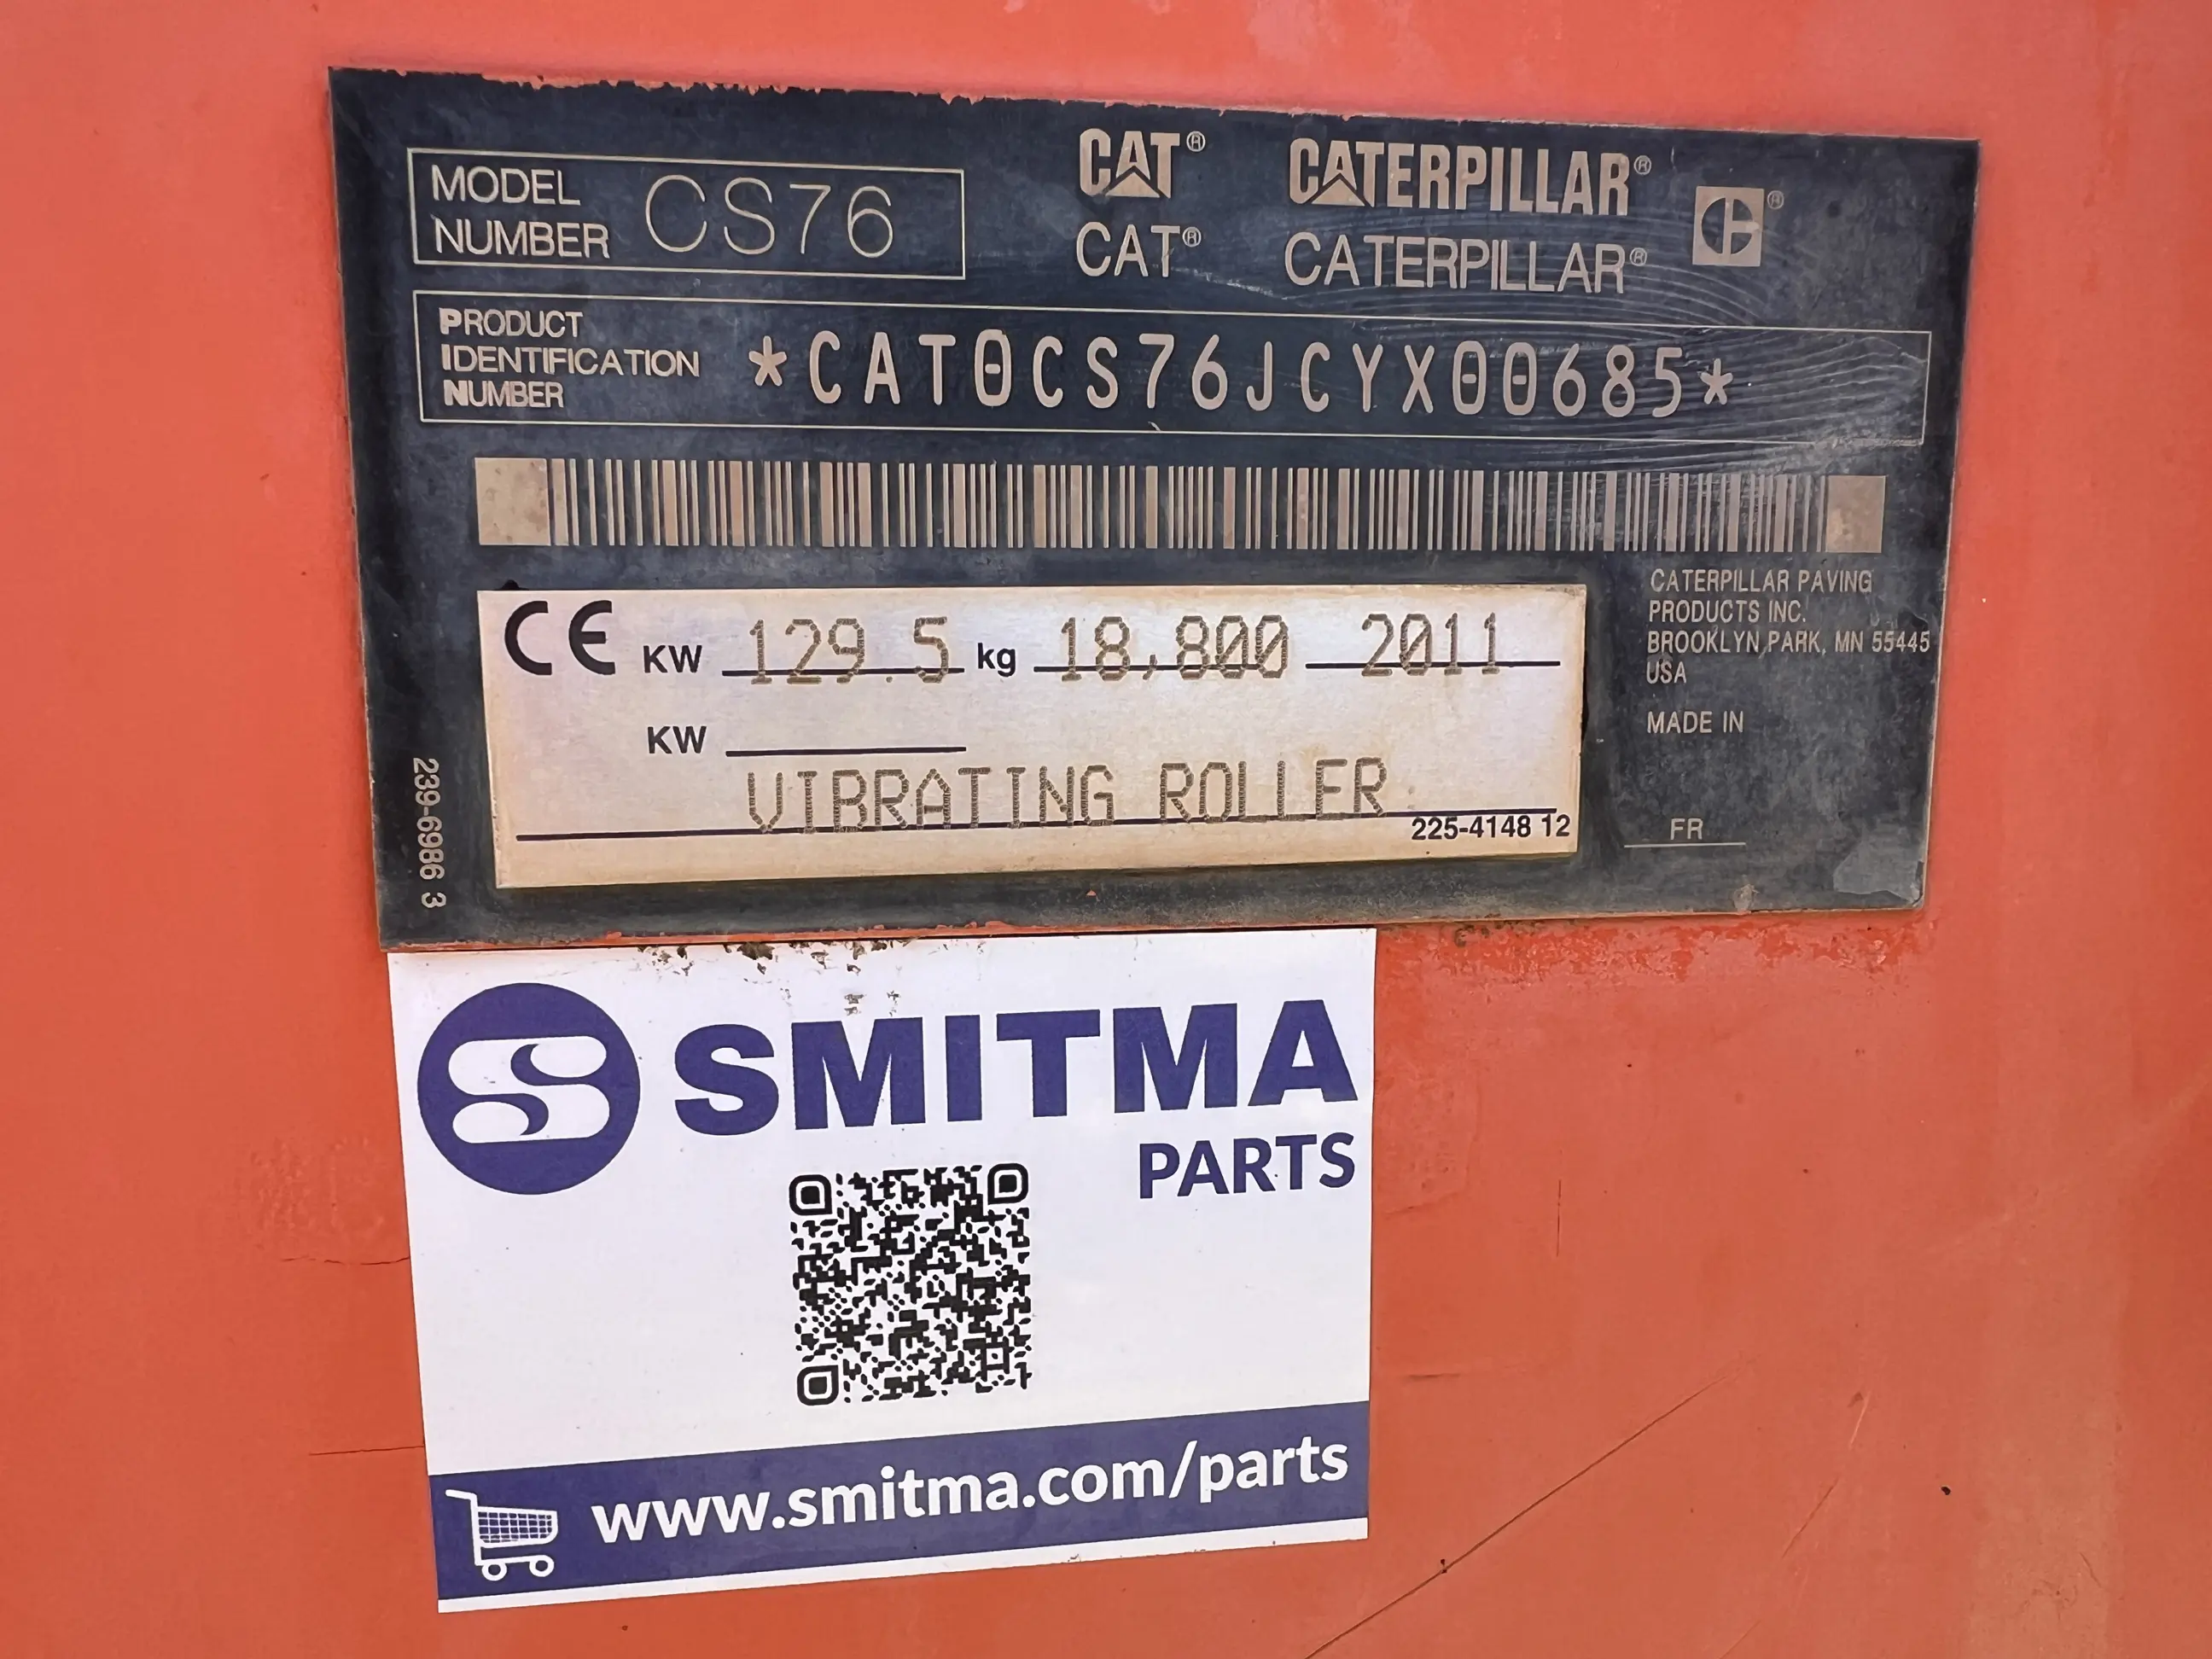 MODEL
NUMBER CS76
CAT® CATERPILLAR®
CAT® CATERPILLAR®
PRODUCT
IDENTIFICATION
NUMBER
*CAT0CS76JCYX00685*
CE KW 129.5 kg 18,800 2011
KW
VIBRATING ROLLER
225-4148 12
CATERPILLAR PAVING
PRODUCTS INC.
BROOKLYN PARK, MN 55445
USA
MADE IN
FR
239-6986 3
SMITMA
PARTS
www.smitma.com/parts